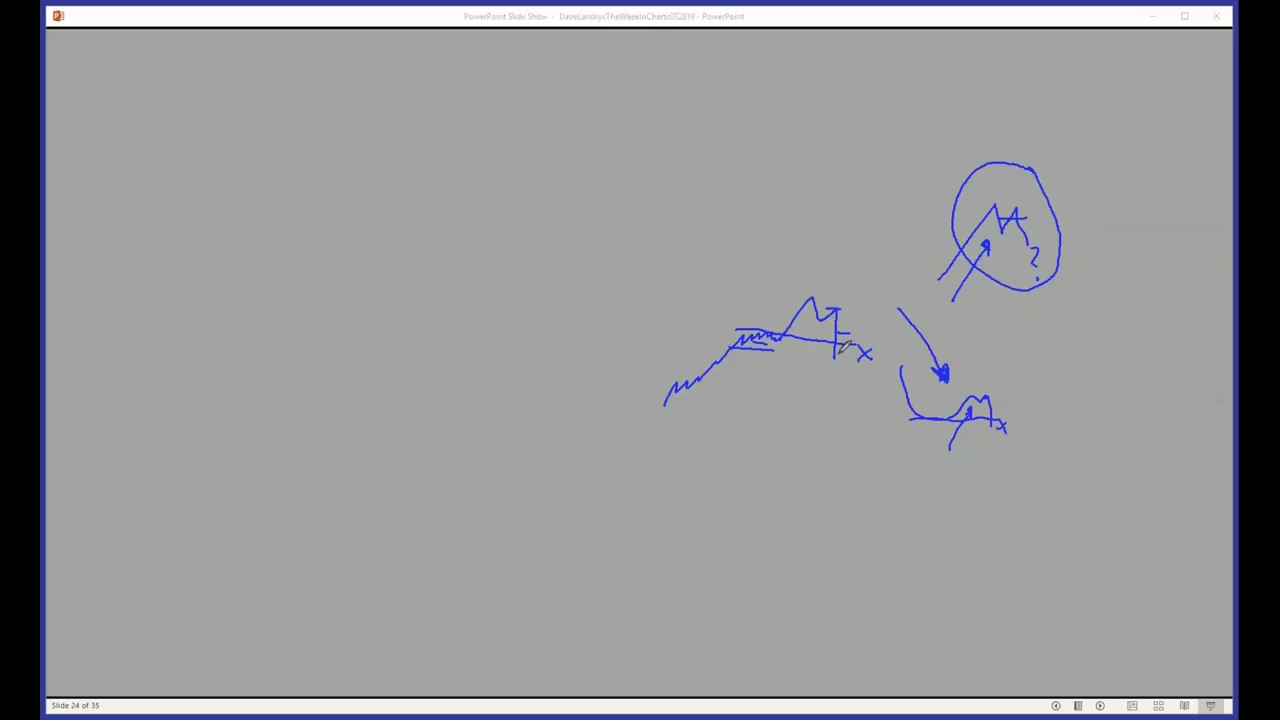 PowerPoint Slide Show - DaveLandrysTheWeekInCharts032819 - PowerPoint
?
x
x
Slide 24 of 35